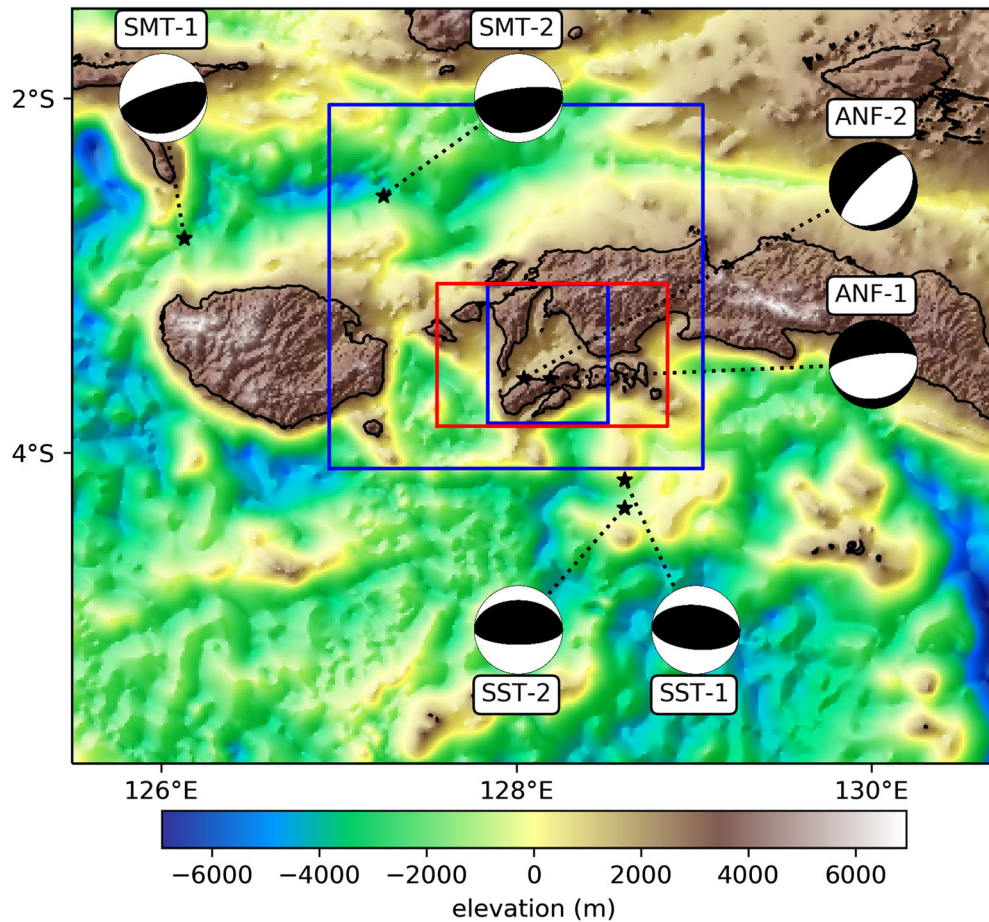 SMT-1
SMT-2
2°S
ANF-2
ANF-1
4°S
SST-2
SST-1
126°E
128°E
130°E
−6000
−4000
−2000
0
2000
4000
6000
elevation (m)